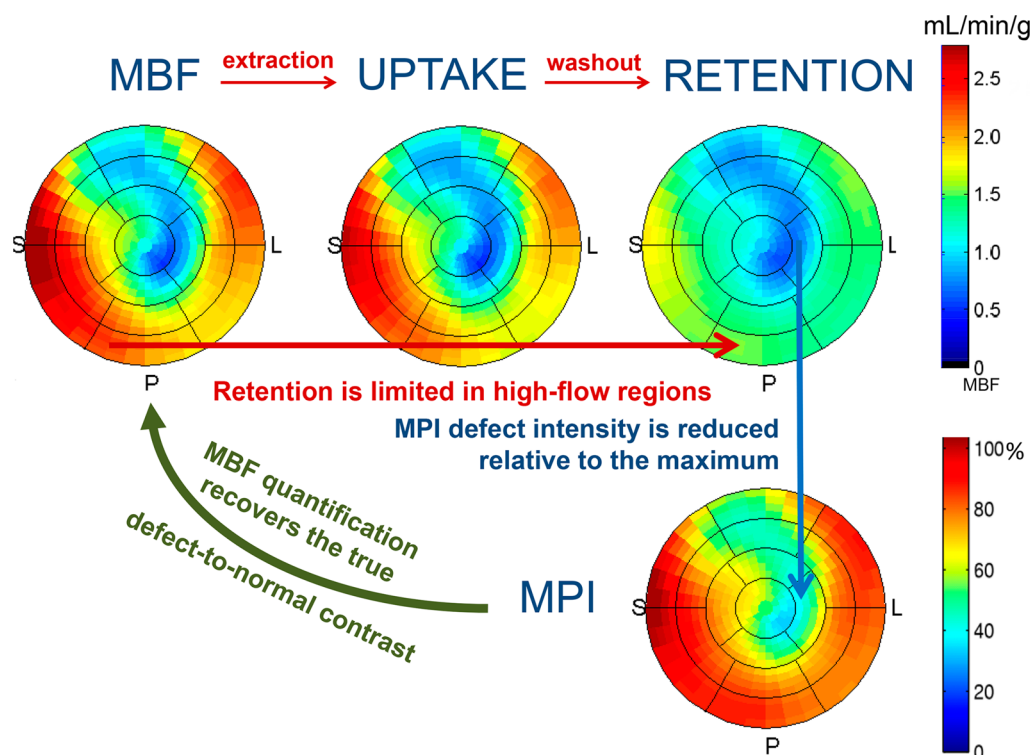 mL/min/g
MBF
extraction
UPTAKE
washout
RETENTION
2.5
2.0
1.5
1.0
0.5
0
MBF
S
L
P
P
Retention is limited in high-flow regions
MPI defect intensity is reduced
relative to the maximum
MBF quantification
recovers the true
defect-to-normal contrast
MPI
S
L
P
100%
80
60
40
20
0